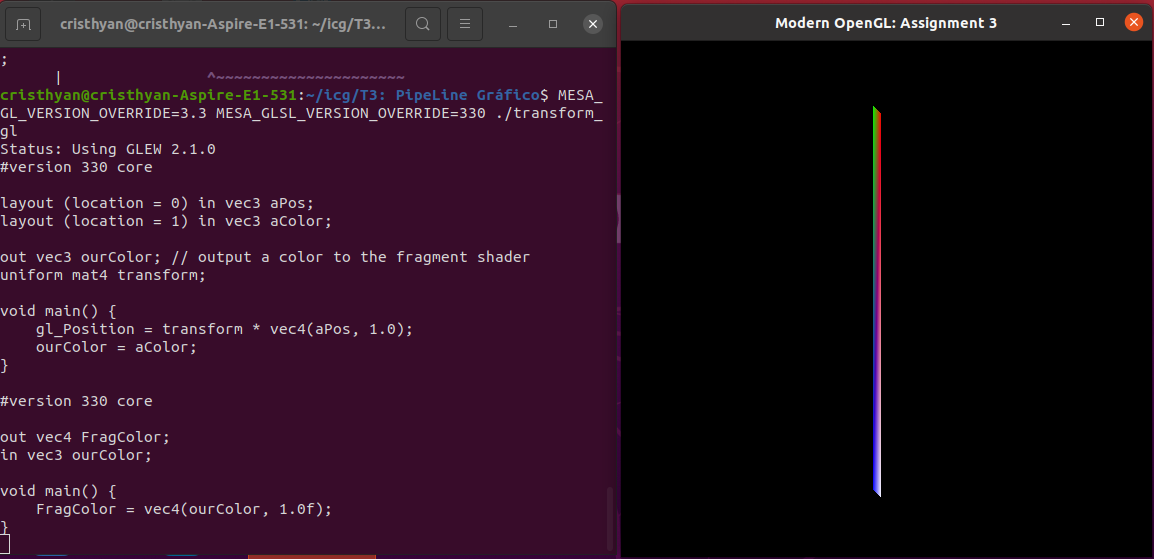 cristhyan@cristhyan-Aspire-E1-531: ~/icg/T3...
Modern OpenGL: Assignment 3
;
| ^~~~~~~~~~~~~~~~~~~~~~
cristhyan@cristhyan-Aspire-E1-531:~/icg/T3: PipeLine Gráfico$ MESA_
GL_VERSION_OVERRIDE=3.3 MESA_GLSL_VERSION_OVERRIDE=330 ./transform_
gl
Status: Using GLEW 2.1.0
#version 330 core
layout (location = 0) in vec3 aPos;
layout (location = 1) in vec3 aColor;
out vec3 ourColor; // output a color to the fragment shader
uniform mat4 transform;
void main() {
    gl_Position = transform * vec4(aPos, 1.0);
    ourColor = aColor;
}
#version 330 core
out vec4 FragColor;
in vec3 ourColor;
void main() {
    FragColor = vec4(ourColor, 1.0f);
}